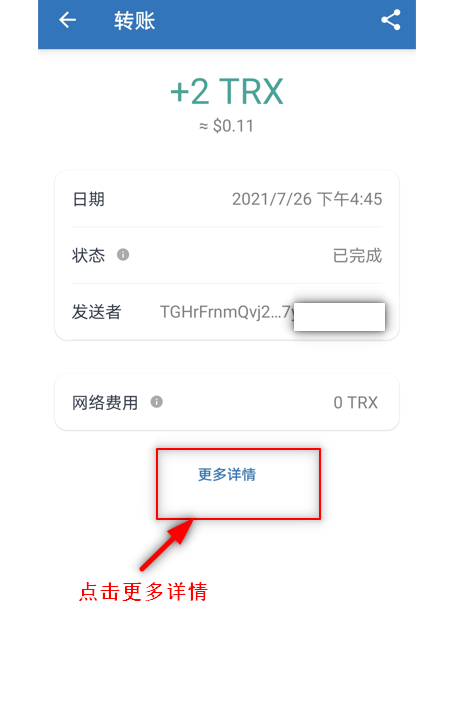 转账
+2 TRX
≈ $0.11
日期 2021/7/26 下午4:45
状态 已完成
发送者 TGHrFrnmQvj2...7y
网络费用 0 TRX
更多详情
点击更多详情